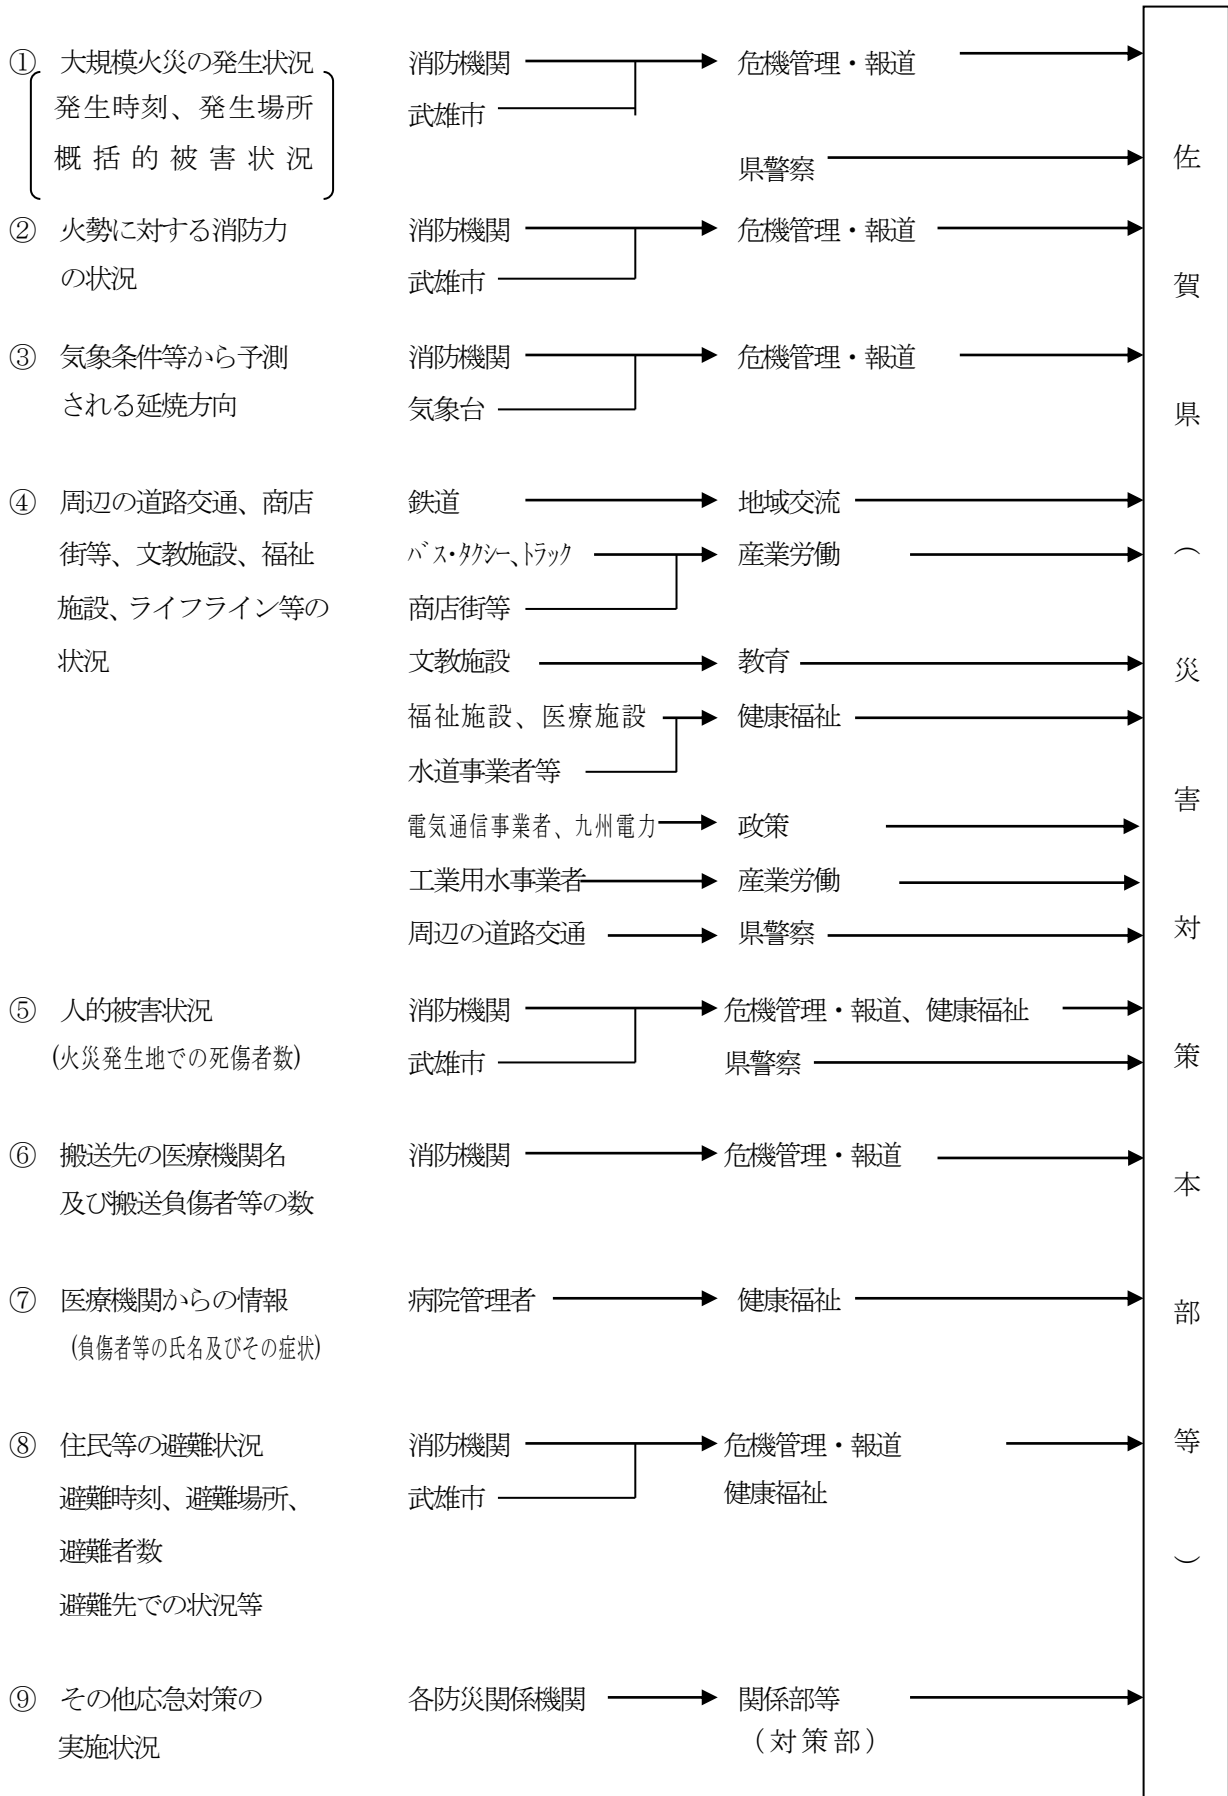 ① 大規模火災の発生状況 消防機関 危機管理・報道
発生時刻、発生場所 武雄市
概括的被害状況 県警察
② 火勢に対する消防力 消防機関 危機管理・報道
の状況 武雄市
③ 気象条件等から予測 消防機関 危機管理・報道
される延焼方向 気象台
④ 周辺の道路交通、商店 鉄道 地域交流
街等、文教施設、福祉 バス・タクシー、トラック 産業労働
施設、ライフライン等の 商店街等
状況 文教施設 教育
福祉施設、医療施設 健康福祉
水道事業者等
電気通信事業者、九州電力 政策
工業用水事業者 産業労働
周辺の道路交通 県警察
⑤ 人的被害状況 消防機関 危機管理・報道、健康福祉
(火災発生地での死傷者数) 武雄市 県警察
⑥ 搬送先の医療機関名 消防機関 危機管理・報道
及び搬送負傷者等の数
⑦ 医療機関からの情報 病院管理者 健康福祉
(負傷者等の氏名及びその症状)
⑧ 住民等の避難状況 消防機関 危機管理・報道
避難時刻、避難場所、 武雄市 健康福祉
避難者数
避難先での状況等
⑨ その他応急対策の 各防災関係機関 関係部等
実施状況 (対策部)
佐賀県(災害対策本部等)